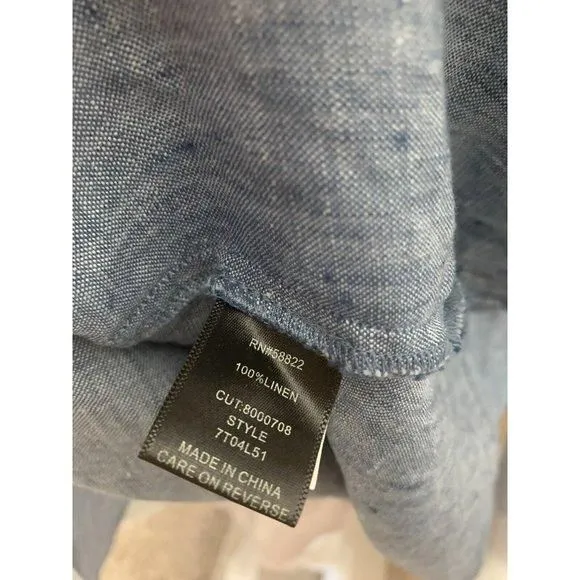 RN#58822
100%LINEN
CUT:8000708
STYLE
7T04L51
MADE IN CHINA
CARE ON REVERSE